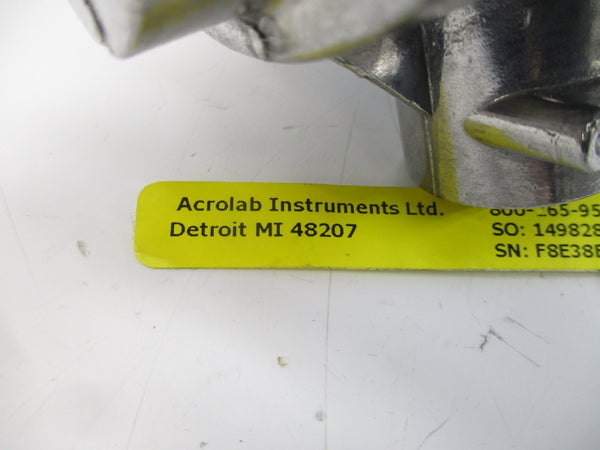 Acrolab Instruments Ltd.
Detroit MI 48207
SO: 149828
SN: F8E38